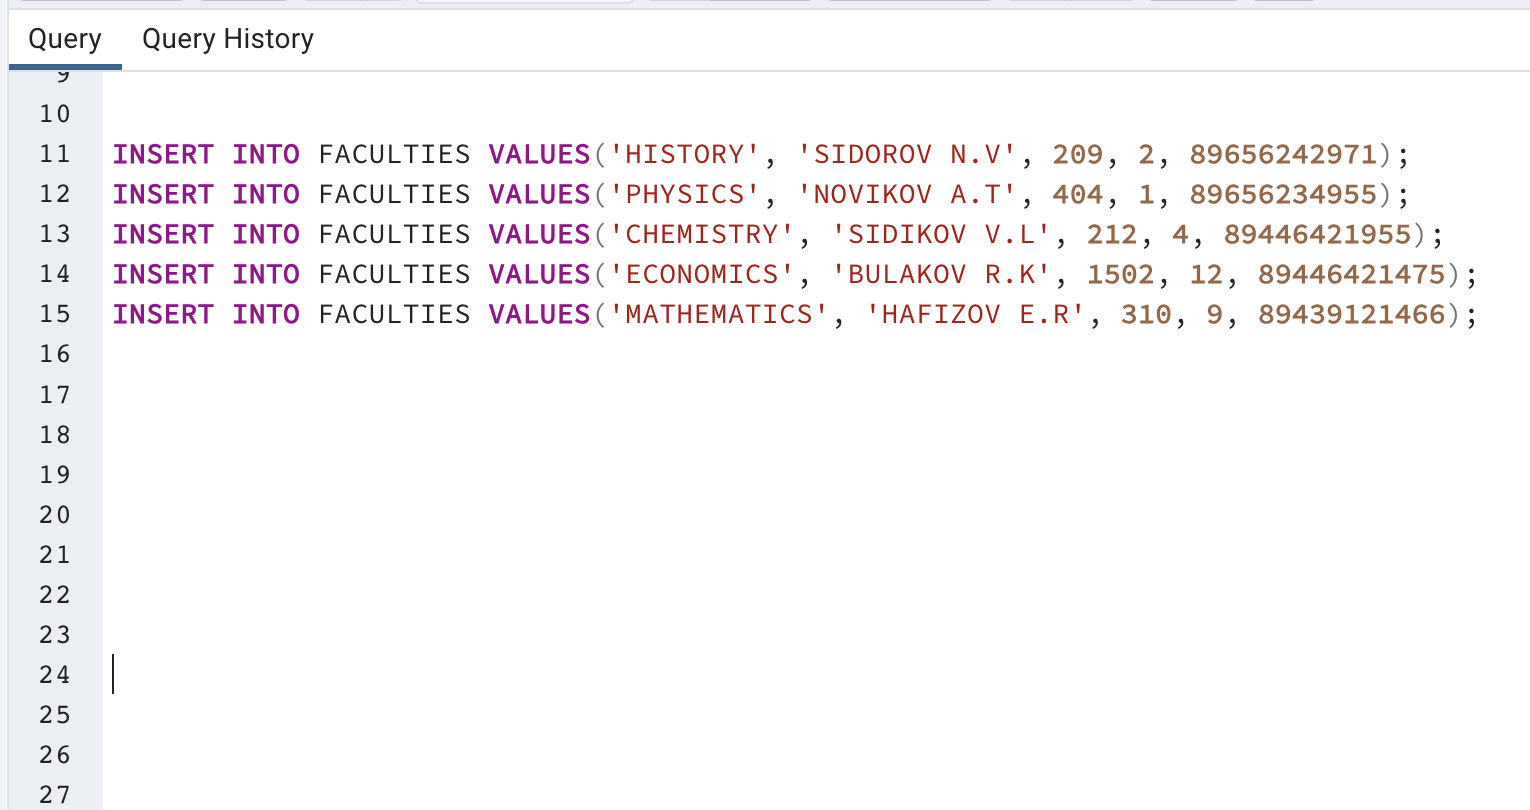 Query Query History
9
10
11 INSERT INTO FACULTIES VALUES('HISTORY', 'SIDOROV N.V', 209, 2, 89656242971);
12 INSERT INTO FACULTIES VALUES('PHYSICS', 'NOVIKOV A.T', 404, 1, 89656234955);
13 INSERT INTO FACULTIES VALUES('CHEMISTRY', 'SIDIKOV V.L', 212, 4, 89446421955);
14 INSERT INTO FACULTIES VALUES('ECONOMICS', 'BULAKOV R.K', 1502, 12, 89446421475);
15 INSERT INTO FACULTIES VALUES('MATHEMATICS', 'HAFIZOV E.R', 310, 9, 89439121466);
16
17
18
19
20
21
22
23
24
25
26
27